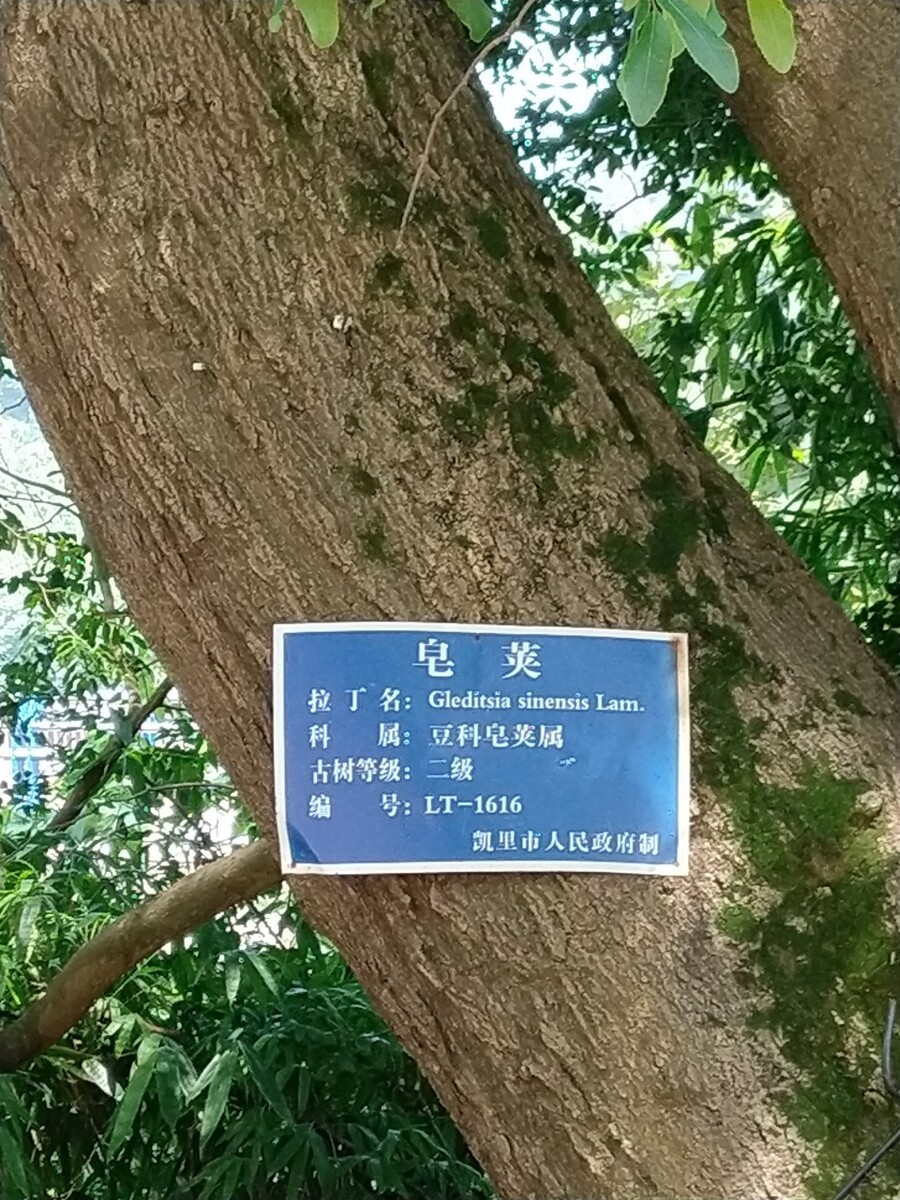 皂 荚
拉丁名：Gleditsia sinensis Lam.
科 属：豆科皂荚属
古树等级：二级
编 号：LT-1616
凯里市人民政府制